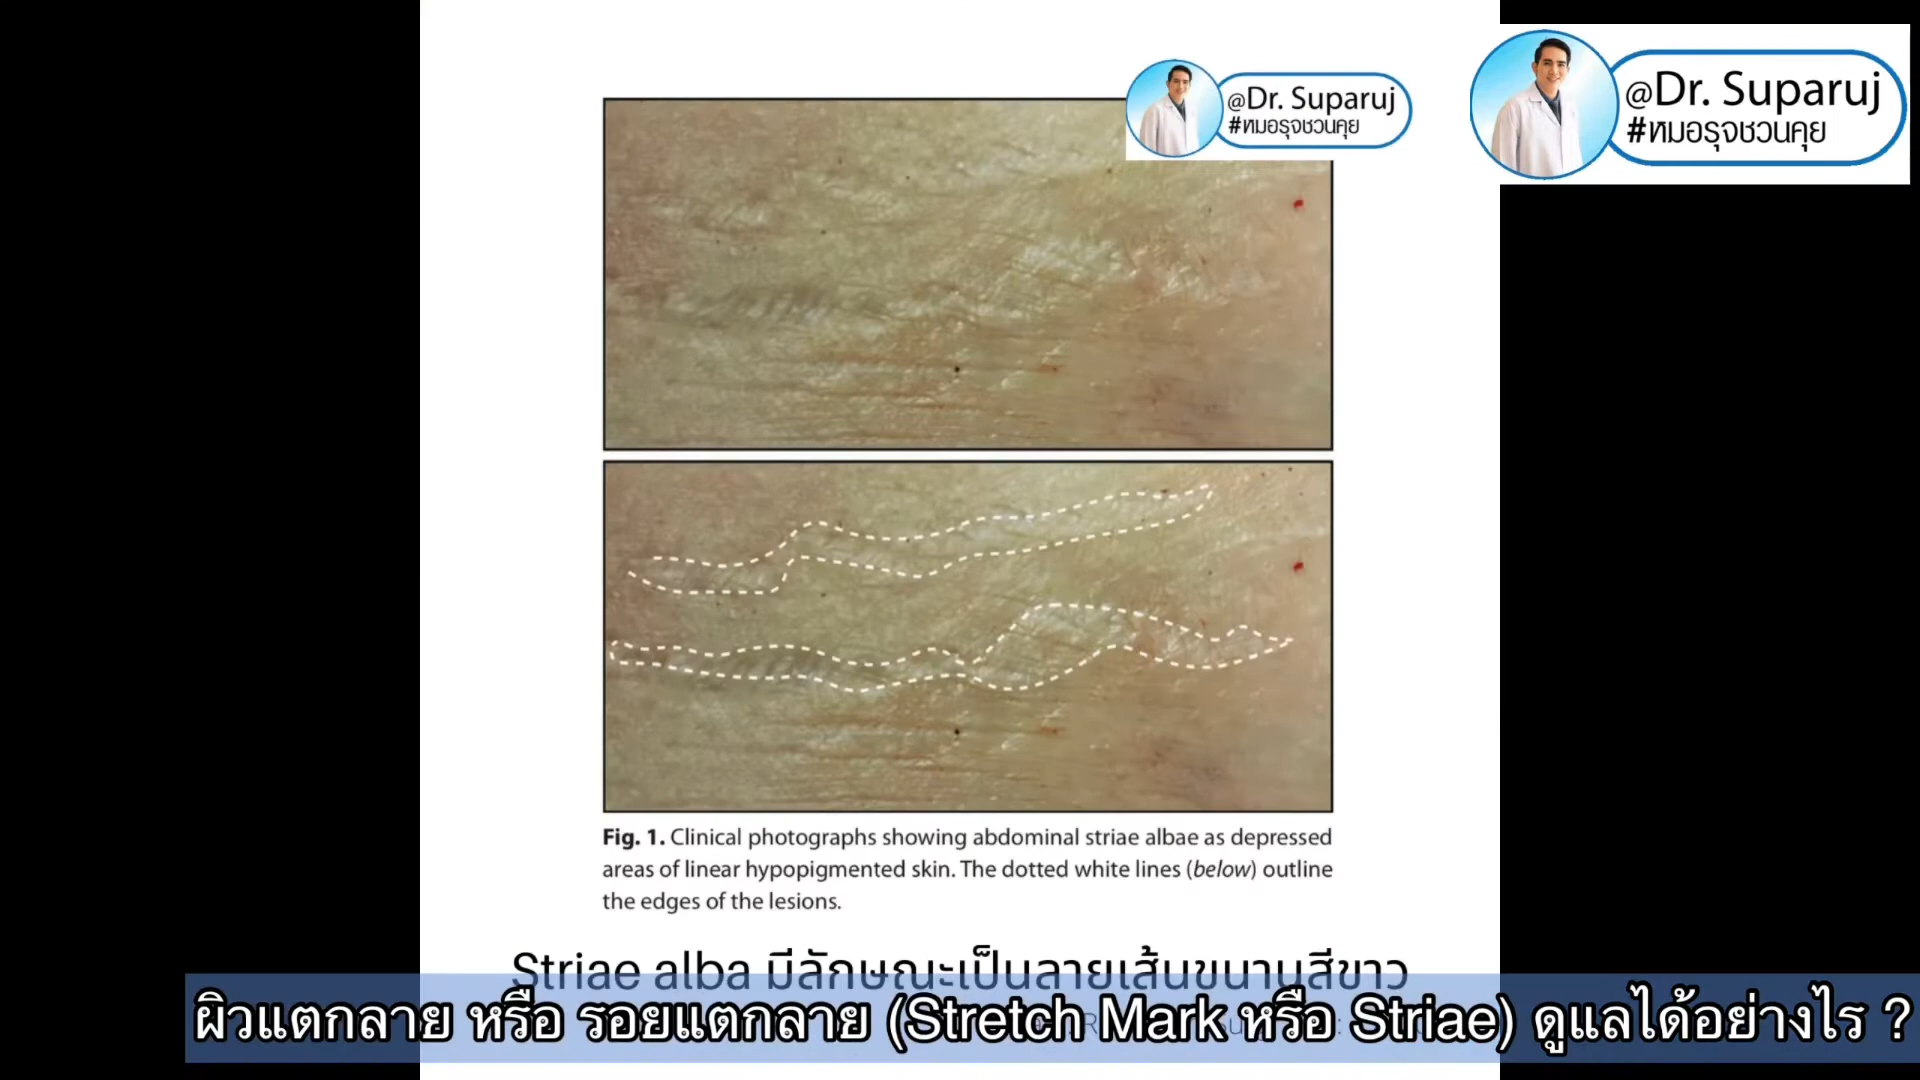 @Dr. Suparuj
#หมอรุจชวนคุย
@Dr. Suparuj
#หมอรุจชวนคุย
Fig. 1. Clinical photographs showing abdominal striae albae as depressed
areas of linear hypopigmented skin. The dotted white lines (below) outline
the edges of the lesions.
Striae alba มีลักษณะเป็นลายเส้นขนานสีขาว
ผิวแตกลาย หรือ รอยแตกลาย (Stretch Mark หรือ Striae) ดูแลได้อย่างไร ?